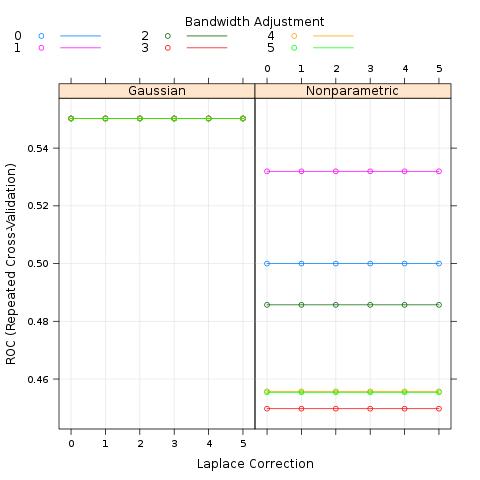 Bandwidth Adjustment
0 2 4
1 3 5
0 1 2 3 4 5
Gaussian Nonparametric
0.54
0.52
0.50
0.48
0.46
ROC (Repeated Cross-Validation)
0 1 2 3 4 5
Laplace Correction